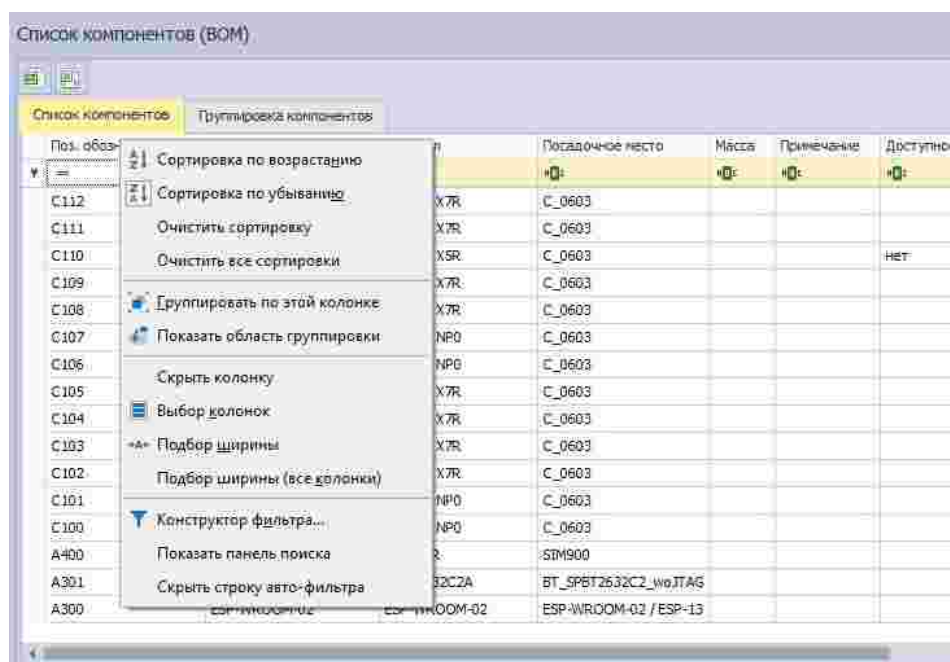 Список компонентов (BOM)
Список компонентов Группировка компонентов
Поз. Посадочное место Масса Примечание
=
C112 X7R C_0603
C111 X7R C_0603
C110 X5R C_0603 нет
C109 X7R C_0603
C108 X7R C_0603
C107 NP0 C_0603
C106 NP0 C_0603
C105 X7R C_0603
C104 X7R C_0603
C103 X7R C_0603
C102 X7R C_0603
C101 NP0 C_0603
C100 NP0 C_0603
A400 SIM900
A301 32C2A BT_SPBT2632C2_woJTAG
A300 ESP-WROOM-02 ESP-WROOM-02 ESP-WROOM-02 / ESP-13
Сортировка по возрастанию
Сортировка по убыванию
Очистить сортировку
Очистить все сортировки
Группировать по этой колонке
Показать область группировки
Скрыть колонку
Выбор колонок
Подбор ширины
Подбор ширины (все колонки)
Конструктор фильтра...
Показать панель поиска
Скрыть строку авто-фильтра